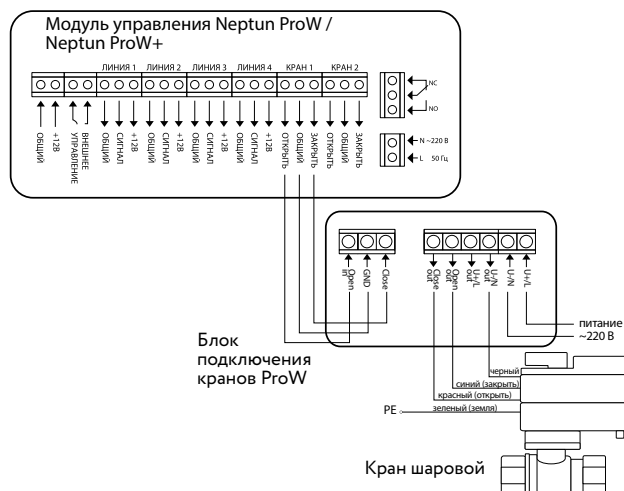 Модуль управления Neptun ProW /
Neptun ProW+
ЛИНИЯ 1 ЛИНИЯ 2 ЛИНИЯ 3 ЛИНИЯ 4 КРАН 1 КРАН 2
NC
NO
ОБЩИЙ
+12В
ВНЕШНЕЕ
УПРАВЛЕНИЕ
ОБЩИЙ
СИГНАЛ
+12В
ОБЩИЙ
СИГНАЛ
+12В
ОБЩИЙ
СИГНАЛ
+12В
ОБЩИЙ
СИГНАЛ
+12В
ОТКРЫТЬ
ОБЩИЙ
ЗАКРЫТЬ
ОТКРЫТЬ
ОБЩИЙ
ЗАКРЫТЬ
N ~220 В
L 50 Гц
Open
in
GND
Close
Close
out
Open
out
U+/L
out
U-/N
out
U-/N
U+/L
питание
~220 В
Блок
подключения
кранов ProW
черный
синий (закрыть)
красный (открыть)
PE
зеленый (земля)
Кран шаровой